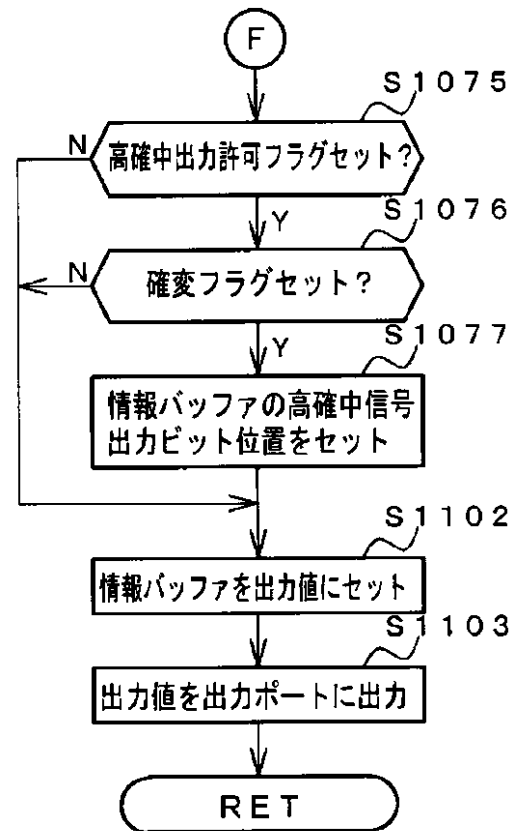 F
S1075
N
高確中出力許可フラグセット?
Y
S1076
N
確変フラグセット?
Y
S1077
情報バッファの高確中信号
出力ビット位置をセット
S1102
情報バッファを出力値にセット
S1103
出力値を出力ポートに出力
RET